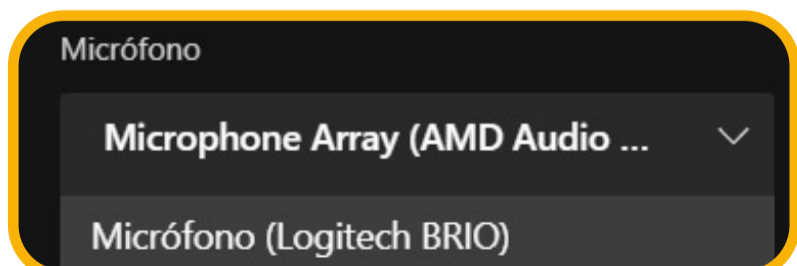 Micrófono
Microphone Array (AMD Audio ...
Micrófono (Logitech BRIO)